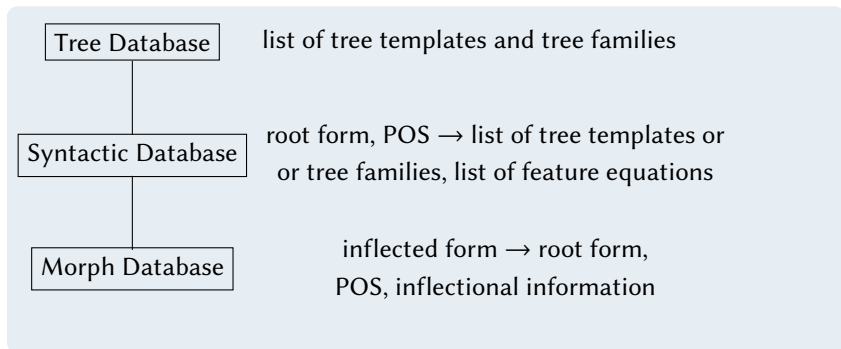 Tree Database
list of tree templates and tree families
Syntactic Database
root form, POS → list of tree templates or
or tree families, list of feature equations
Morph Database
inflected form → root form,
POS, inflectional information